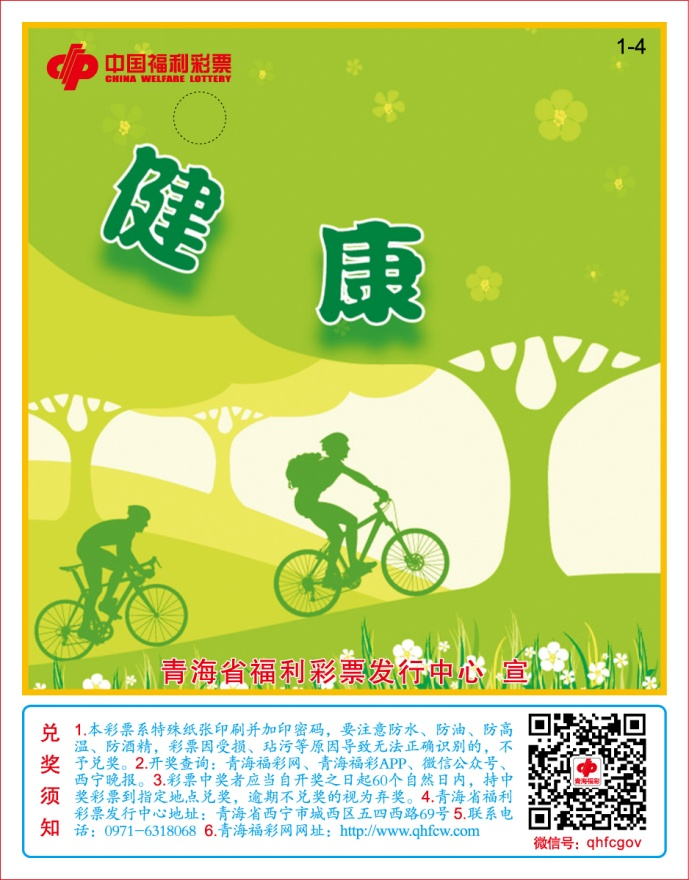 中国福利彩票
CHINA WELFARE LOTTERY
1-4
健
康
青海省福利彩票发行中心 宣
兑奖须知
1.本彩票系特殊纸张印刷并加印密码，要注意防水、防油、防高
温、防酒精，彩票因受损、玷污等原因导致无法正确识别的，不
予兑奖。2.开奖查询：青海福彩网、青海福彩APP、微信公众号、
西宁晚报。3.彩票中奖者应当自开奖之日起60个自然日内，持中
奖彩票到指定地点兑奖，逾期不兑奖的视为弃奖。4.青海省福利
彩票发行中心地址：青海省西宁市城西区五四西路69号 5.联系电
话：0971-6318068 6.青海福彩网网址：http://www.qhfcw.com
青海福彩
微信号：qhfcgov